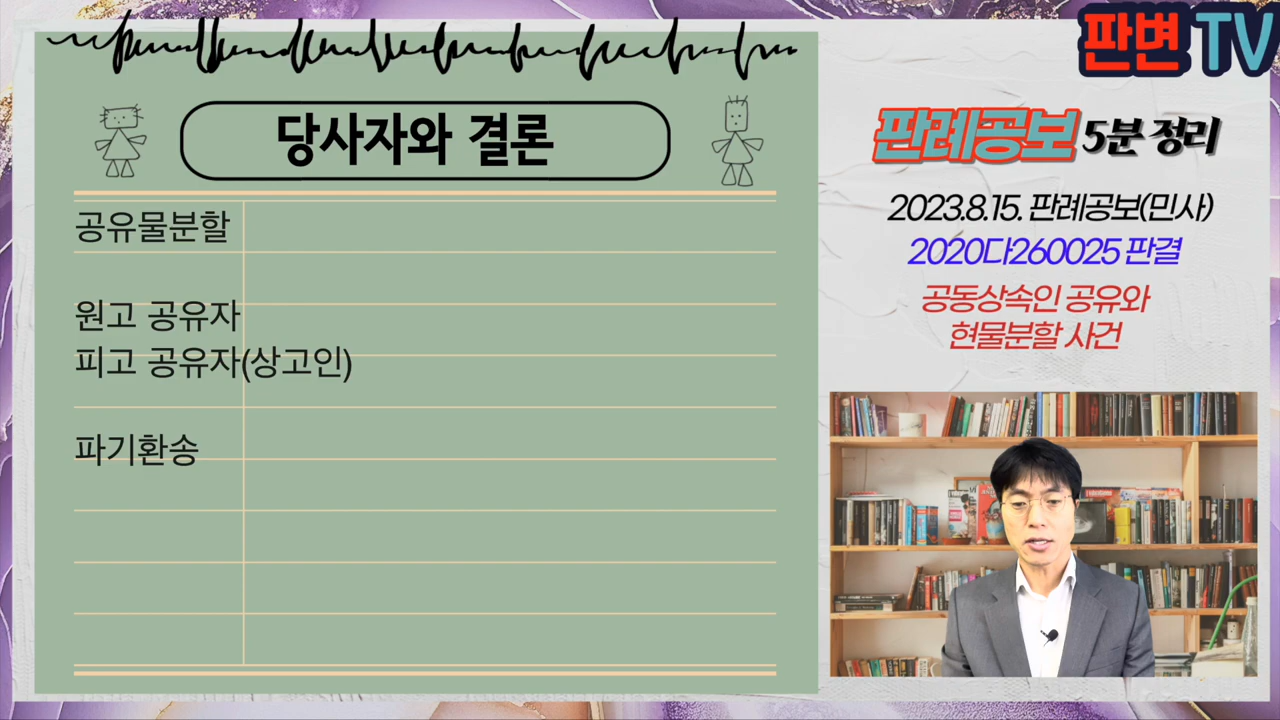 당사자와 결론
공유물분할
원고 공유자
피고 공유자(상고인)
파기환송
판변 TV
판례공보 5분 정리
2023.8.15. 판례공보(민사)
2020다260025 판결
공동상속인 공유와
현물분할 사건